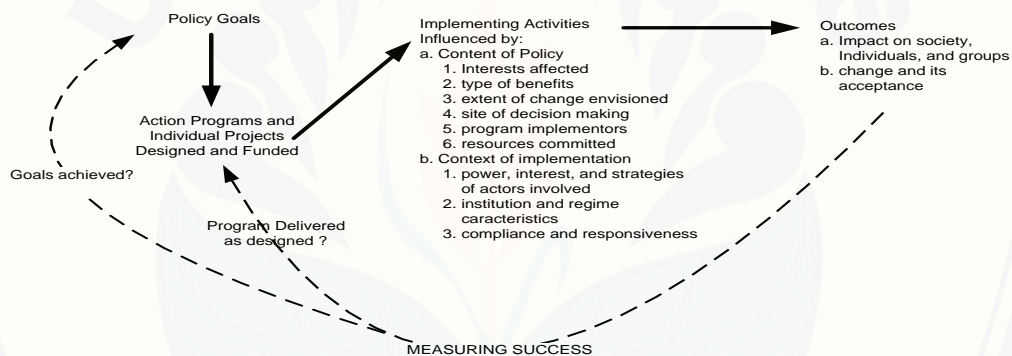 Policy Goals
Action Programs and
Individual Projects
Designed and Funded
Goals achieved?
Program Delivered
as designed ?
Implementing Activities
Influenced by:
a. Content of Policy
1. Interests affected
2. type of benefits
3. extent of change envisioned
4. site of decision making
5. program implementors
6. resources committed
b. Context of implementation
1. power, interest, and strategies
of actors involved
2. institution and regime
caracteristics
3. compliance and responsiveness
Outcomes
a. Impact on society,
Individuals, and groups
b. change and its
acceptance
MEASURING SUCCESS